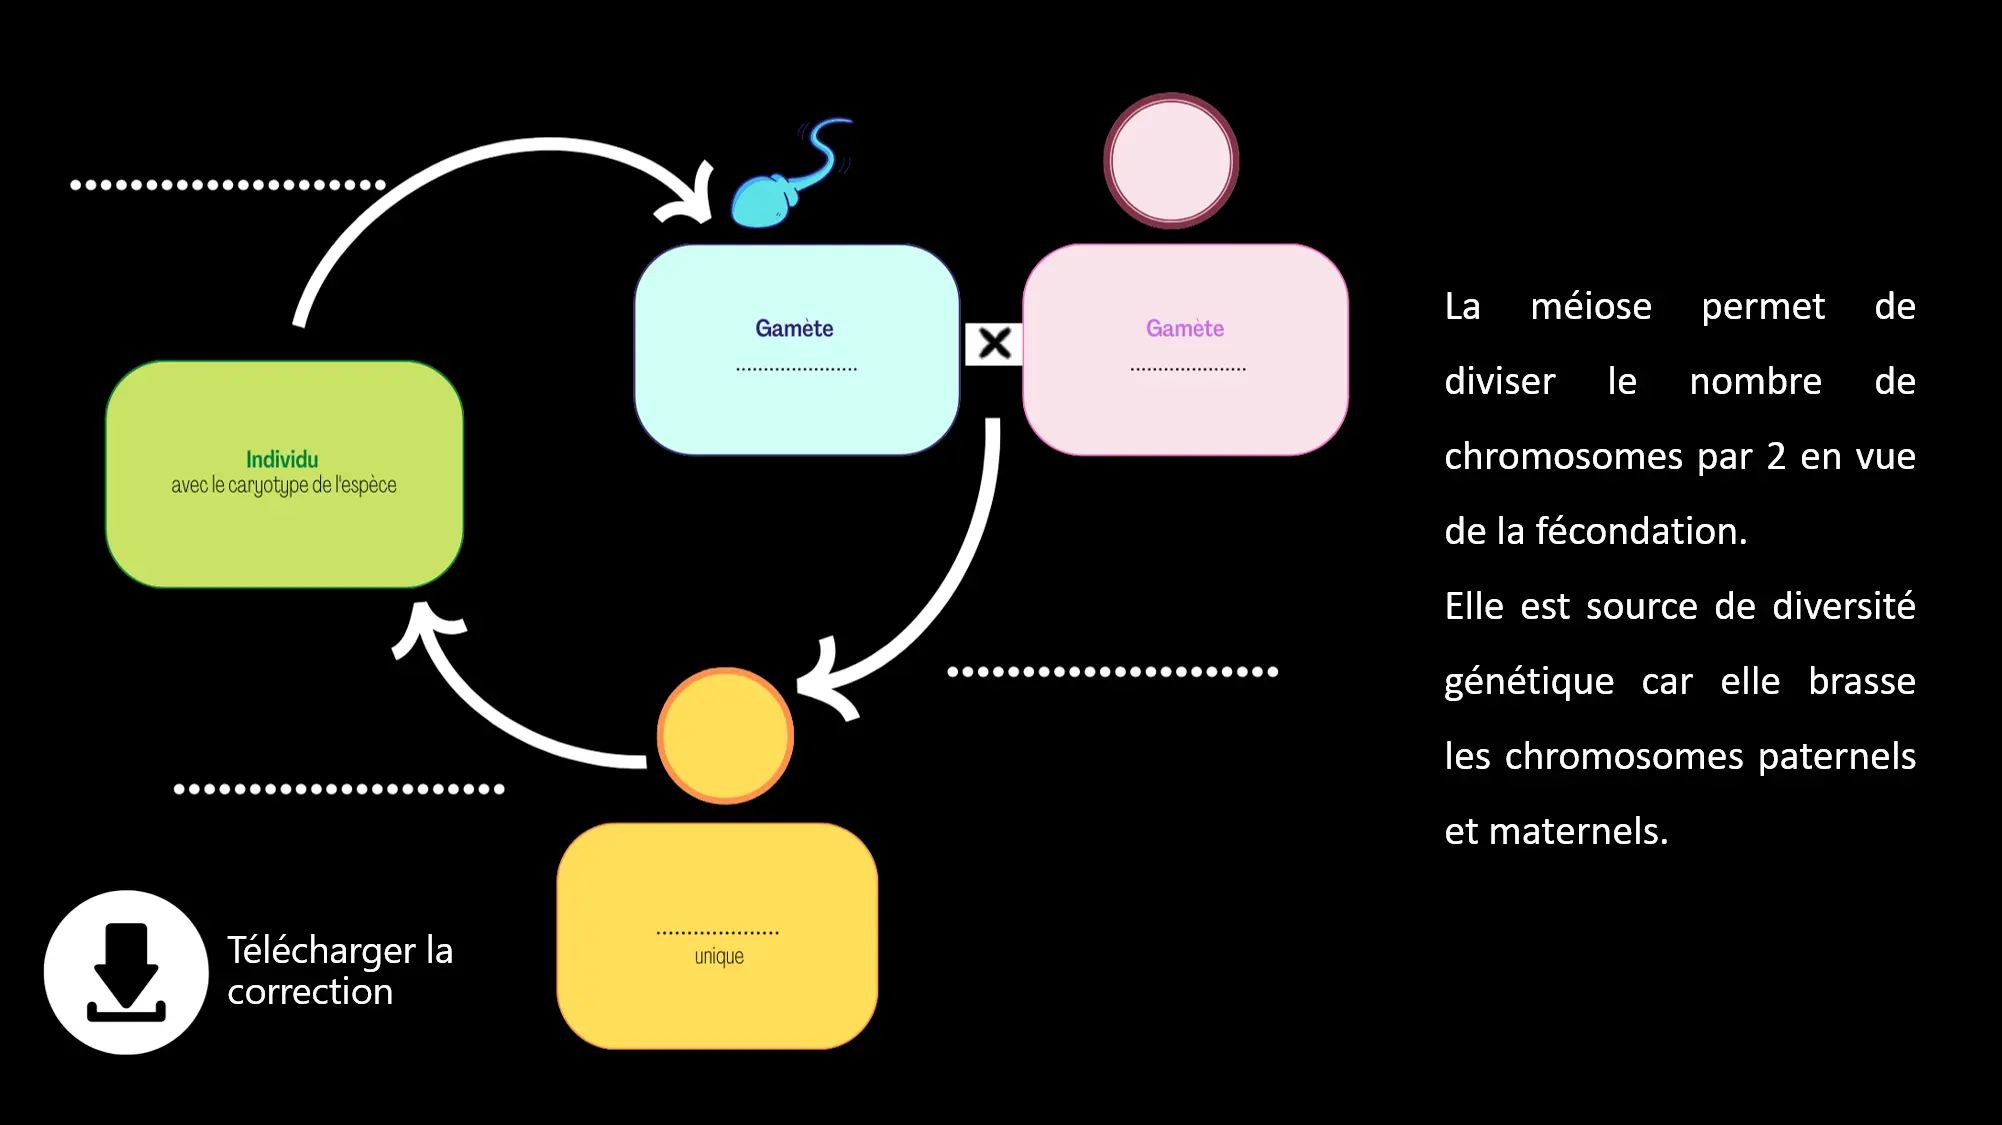 Gamète
.....................
Gamète
.....................
Individu
avec le caryotype de l'espèce
....................
unique
Télécharger la
correction
La méiose permet de
diviser le nombre de
chromosomes par 2 en vue
de la fécondation.
Elle est source de diversité
génétique car elle brasse
les chromosomes paternels
et maternels.